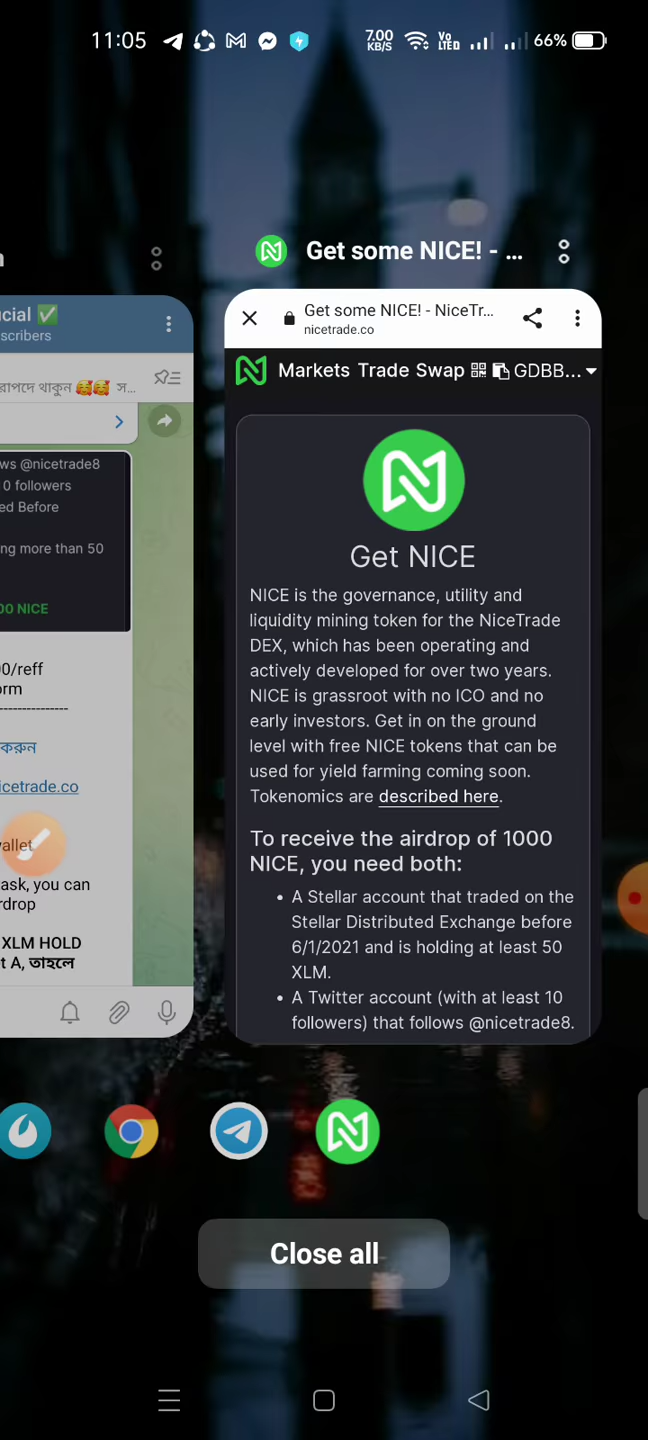 11:05
7.00 KB/S
Vo LTED
66%
Get some NICE! - ...
cial ✅
scribers
রাপদে থাকুন 🥰🥰 স...
ws @nicetrade8
0 followers
ed Before
ng more than 50
00 NICE
00/reff
orm
----------------
করুন
icetrade.co
vallet
ask, you can
rdrop
XLM HOLD
t A, তাহলে
Get some NICE! - NiceTr...
nicetrade.co
Markets Trade Swap GDBB...
Get NICE
NICE is the governance, utility and
liquidity mining token for the NiceTrade
DEX, which has been operating and
actively developed for over two years.
NICE is grassroot with no ICO and no
early investors. Get in on the ground
level with free NICE tokens that can be
used for yield farming coming soon.
Tokenomics are described here.
To receive the airdrop of 1000
NICE, you need both:
• A Stellar account that traded on the
Stellar Distributed Exchange before
6/1/2021 and is holding at least 50
XLM.
• A Twitter account (with at least 10
followers) that follows @nicetrade8.
Close all